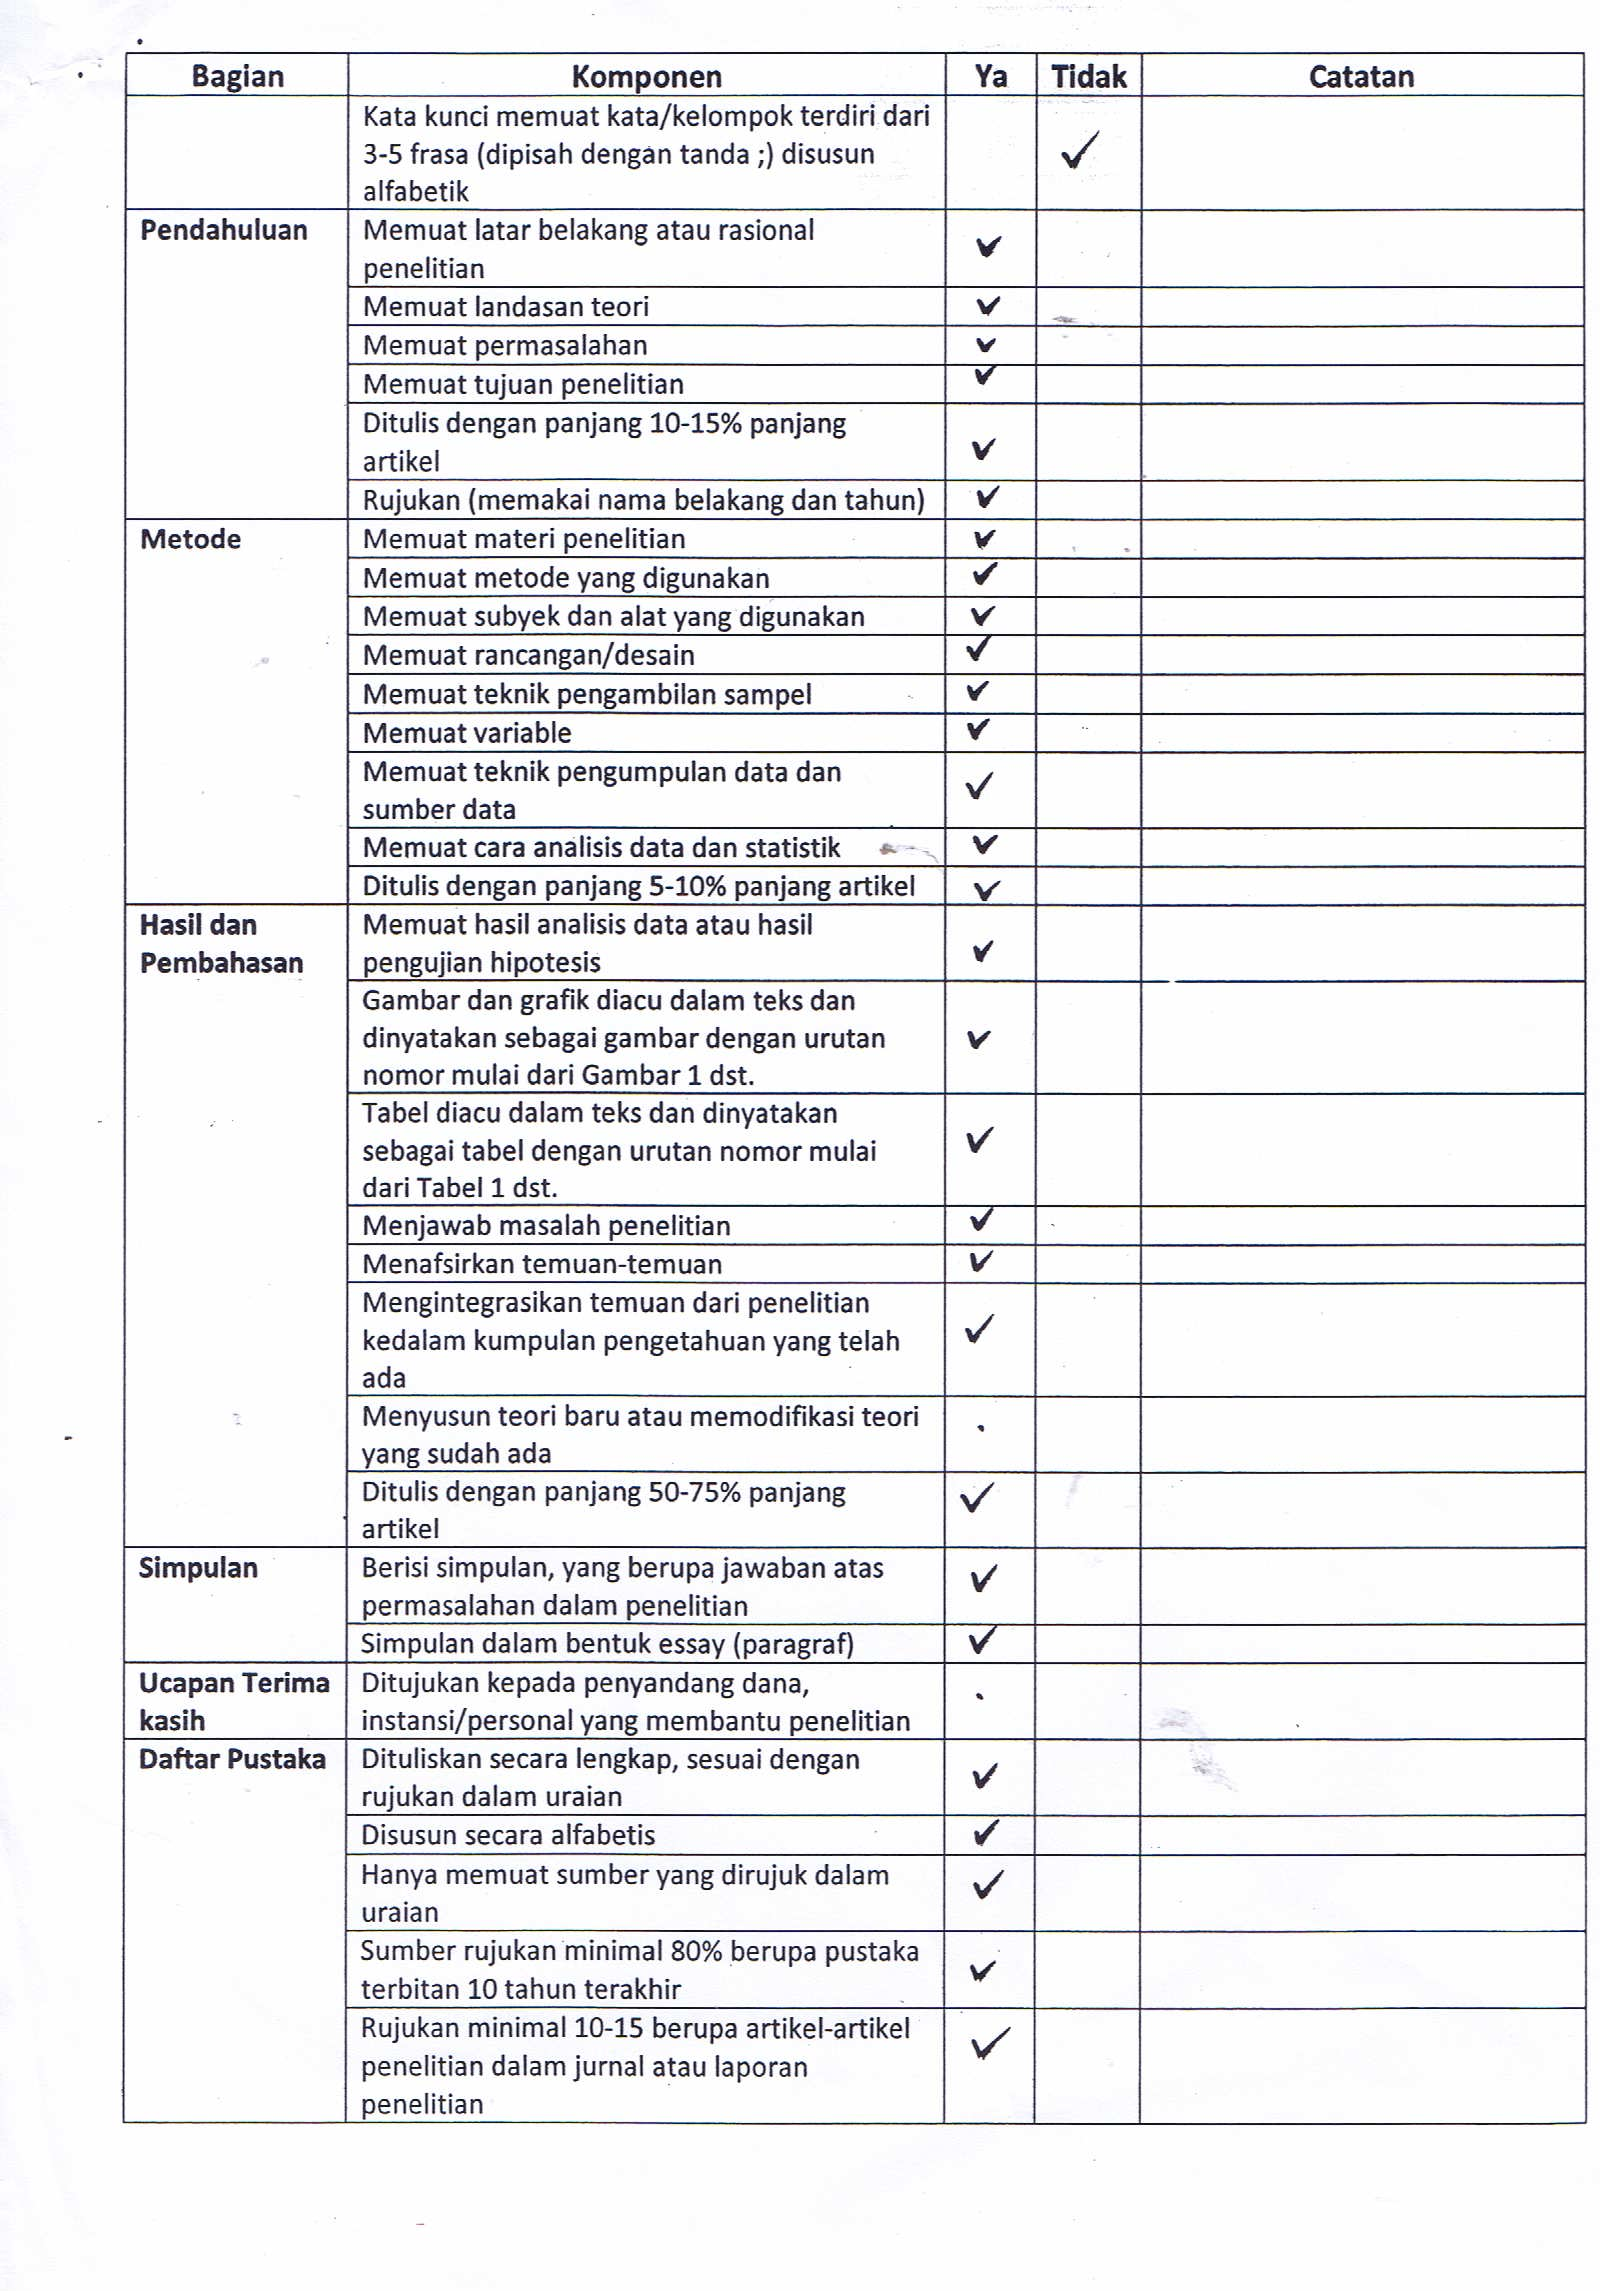 Bagian Komponen Ya Tidak Catatan
Kata kunci memuat kata/kelompok terdiri dari
3-5 frasa (dipisah dengan tanda ;) disusun ✓
alfabetik
Pendahuluan Memuat latar belakang atau rasional ✓
penelitian
Memuat landasan teori ✓
Memuat permasalahan ✓
Memuat tujuan penelitian ✓
Ditulis dengan panjang 10-15% panjang ✓
artikel
Rujukan (memakai nama belakang dan tahun) ✓
Metode Memuat materi penelitian ✓
Memuat metode yang digunakan ✓
Memuat subyek dan alat yang digunakan ✓
Memuat rancangan/desain ✓
Memuat teknik pengambilan sampel ✓
Memuat variable ✓
Memuat teknik pengumpulan data dan ✓
sumber data
Memuat cara analisis data dan statistik ✓
Ditulis dengan panjang 5-10% panjang artikel ✓
Hasil dan Memuat hasil analisis data atau hasil ✓
Pembahasan pengujian hipotesis
Gambar dan grafik diacu dalam teks dan
dinyatakan sebagai gambar dengan urutan ✓
nomor mulai dari Gambar 1 dst.
Tabel diacu dalam teks dan dinyatakan
sebagai tabel dengan urutan nomor mulai ✓
dari Tabel 1 dst.
Menjawab masalah penelitian ✓
Menafsirkan temuan-temuan ✓
Mengintegrasikan temuan dari penelitian
kedalam kumpulan pengetahuan yang telah ✓
ada
Menyusun teori baru atau memodifikasi teori
yang sudah ada
Ditulis dengan panjang 50-75% panjang ✓
artikel
Simpulan Berisi simpulan, yang berupa jawaban atas ✓
permasalahan dalam penelitian
Simpulan dalam bentuk essay (paragraf) ✓
Ucapan Terima Ditujukan kepada penyandang dana,
kasih instansi/personal yang membantu penelitian
Daftar Pustaka Dituliskan secara lengkap, sesuai dengan ✓
rujukan dalam uraian
Disusun secara alfabetis ✓
Hanya memuat sumber yang dirujuk dalam ✓
uraian
Sumber rujukan minimal 80% berupa pustaka ✓
terbitan 10 tahun terakhir
Rujukan minimal 10-15 berupa artikel-artikel ✓
penelitian dalam jurnal atau laporan
penelitian